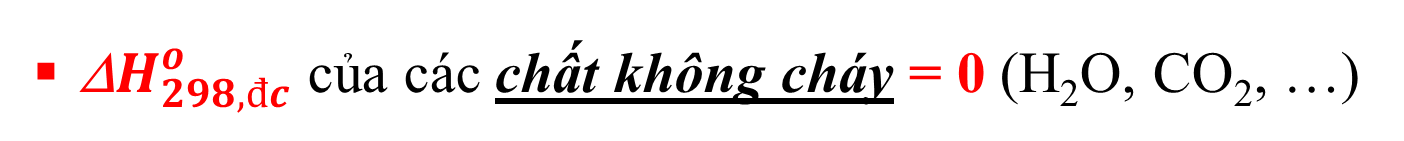 ▪ ΔH°₂₉₈,đc của các chất không cháy = 0 (H₂O, CO₂, …)